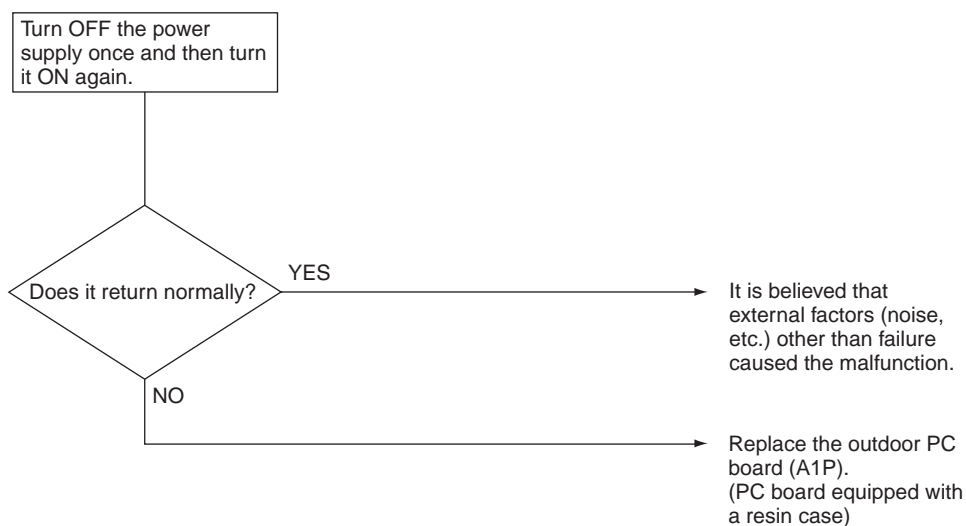 Turn OFF the power
supply once and then turn
it ON again.
Does it return normally?
YES
It is believed that
external factors (noise,
etc.) other than failure
caused the malfunction.
NO
Replace the outdoor PC
board (A1P).
(PC board equipped with
a resin case)